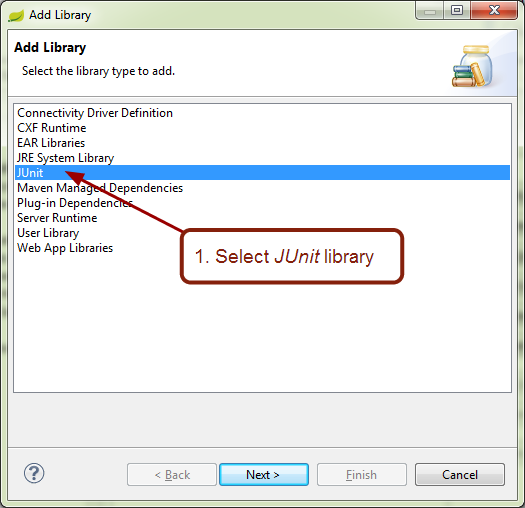 Add Library
Add Library
Select the library type to add.
Connectivity Driver Definition
CXF Runtime
EAR Libraries
JRE System Library
JUnit
Maven Managed Dependencies
Plug-in Dependencies
Server Runtime
User Library
Web App Libraries
1. Select JUnit library
?
< Back
Next >
Finish
Cancel